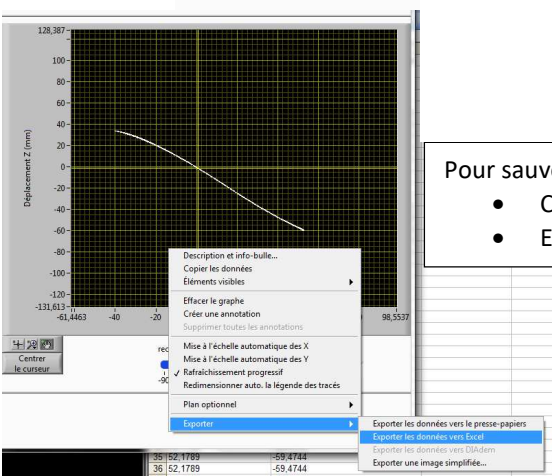 128,387
100
80
60
40
20
0
-20
-40
-60
-80
-100
-120
-131,613
Déplacement Z (mm)
-61,4463 -40 -20 98,5537
Centrer
le curseur
-90
Description et info-bulle...
Copier les données
Éléments visibles
Effacer le graphe
Créer une annotation
Supprimer toutes les annotations
Mise à l'échelle automatique des X
Mise à l'échelle automatique des Y
Rafraîchissement progressif
Redimensionner auto. la légende des tracés
Plan optionnel
Exporter
Exporter les données vers le presse-papiers
Exporter les données vers Excel
Exporter les données vers DIAdem
Exporter une image simplifiée...
35 52,1789 -59,4744
36 52,1789 -59,4744
Pour sauv
• 
• E